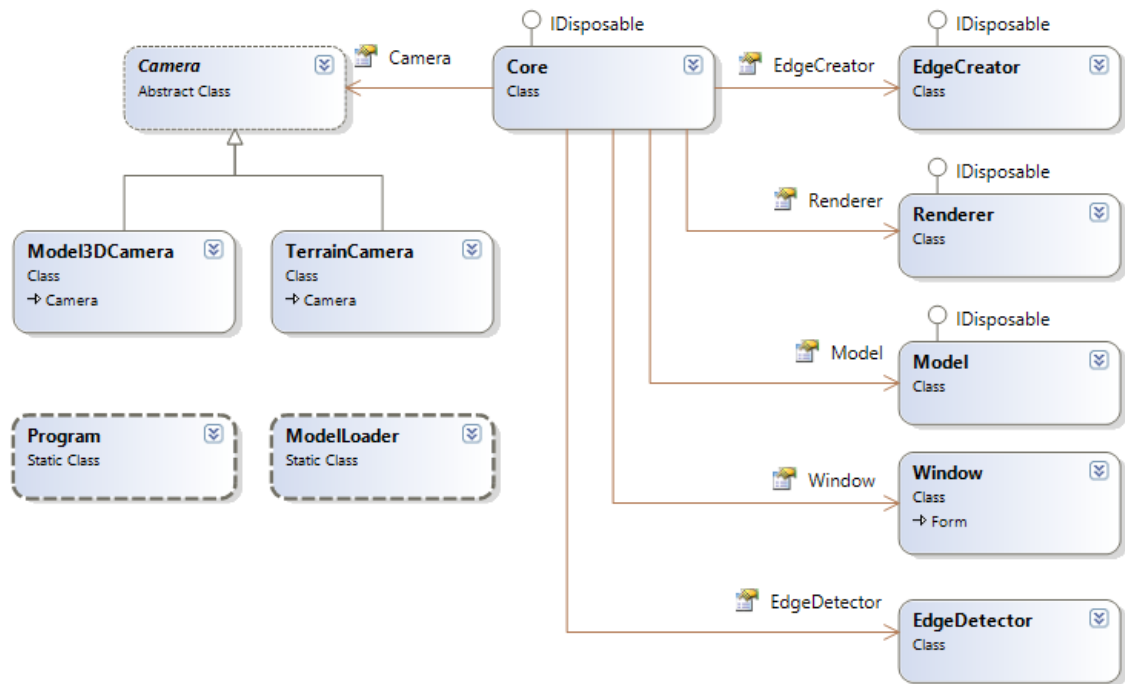 IDisposable
IDisposable
Camera
Abstract Class
Camera
Core
Class
EdgeCreator
EdgeCreator
Class
IDisposable
Renderer
Renderer
Class
Model3DCamera
Class
Camera
TerrainCamera
Class
Camera
IDisposable
Model
Model
Class
Program
Static Class
ModelLoader
Static Class
Window
Window
Class
Form
EdgeDetector
EdgeDetector
Class